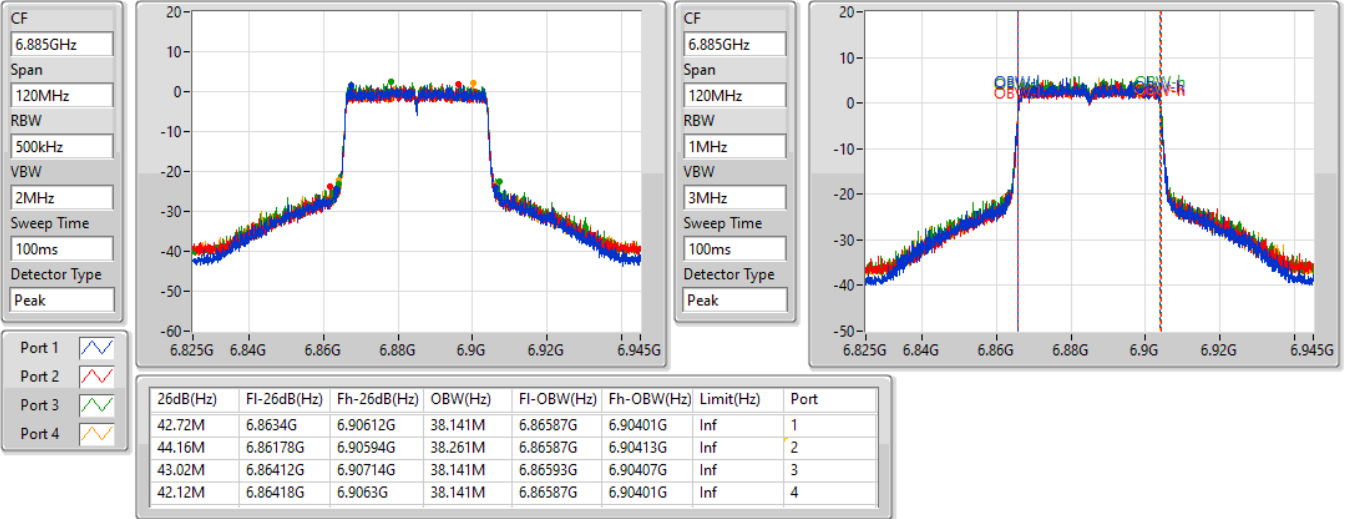 CF
6.885GHz
Span
120MHz
RBW
500kHz
VBW
2MHz
Sweep Time
100ms
Detector Type
Peak
20
10
0
-10
-20
-30
-40
-50
-60
6.825G 6.84G 6.86G 6.88G 6.9G 6.92G 6.945G
CF
6.885GHz
Span
120MHz
RBW
1MHz
VBW
3MHz
Sweep Time
100ms
Detector Type
Peak
20
10
0
-10
-20
-30
-40
-50
6.825G 6.84G 6.86G 6.88G 6.9G 6.92G 6.945G
OBW-h
Port 1
Port 2
Port 3
Port 4
26dB(Hz) Fl-26dB(Hz) Fh-26dB(Hz) OBW(Hz) Fl-OBW(Hz) Fh-OBW(Hz) Limit(Hz) Port
42.72M 6.8634G 6.90612G 38.141M 6.86587G 6.90401G Inf 1
44.16M 6.86178G 6.90594G 38.261M 6.86587G 6.90413G Inf 2
43.02M 6.86412G 6.90714G 38.141M 6.86593G 6.90407G Inf 3
42.12M 6.86418G 6.9063G 38.141M 6.86587G 6.90401G Inf 4